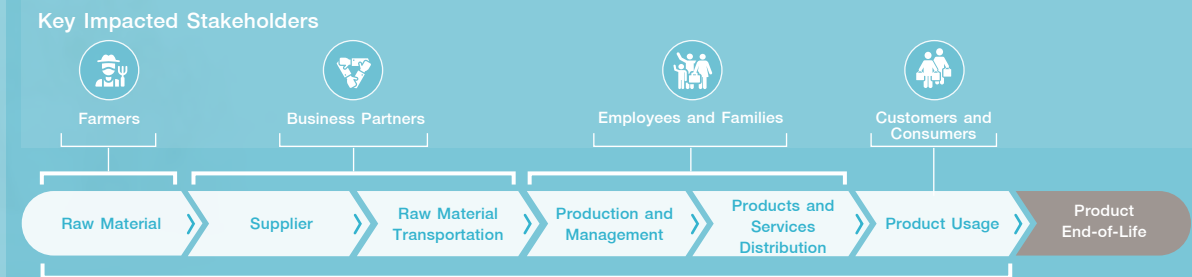 Key Impacted Stakeholders
Farmers
Business Partners
Employees and Families
Customers and
Consumers
Raw Material
Supplier
Raw Material
Transportation
Production and
Management
Products and
Services
Distribution
Product Usage
Product
End-of-Life